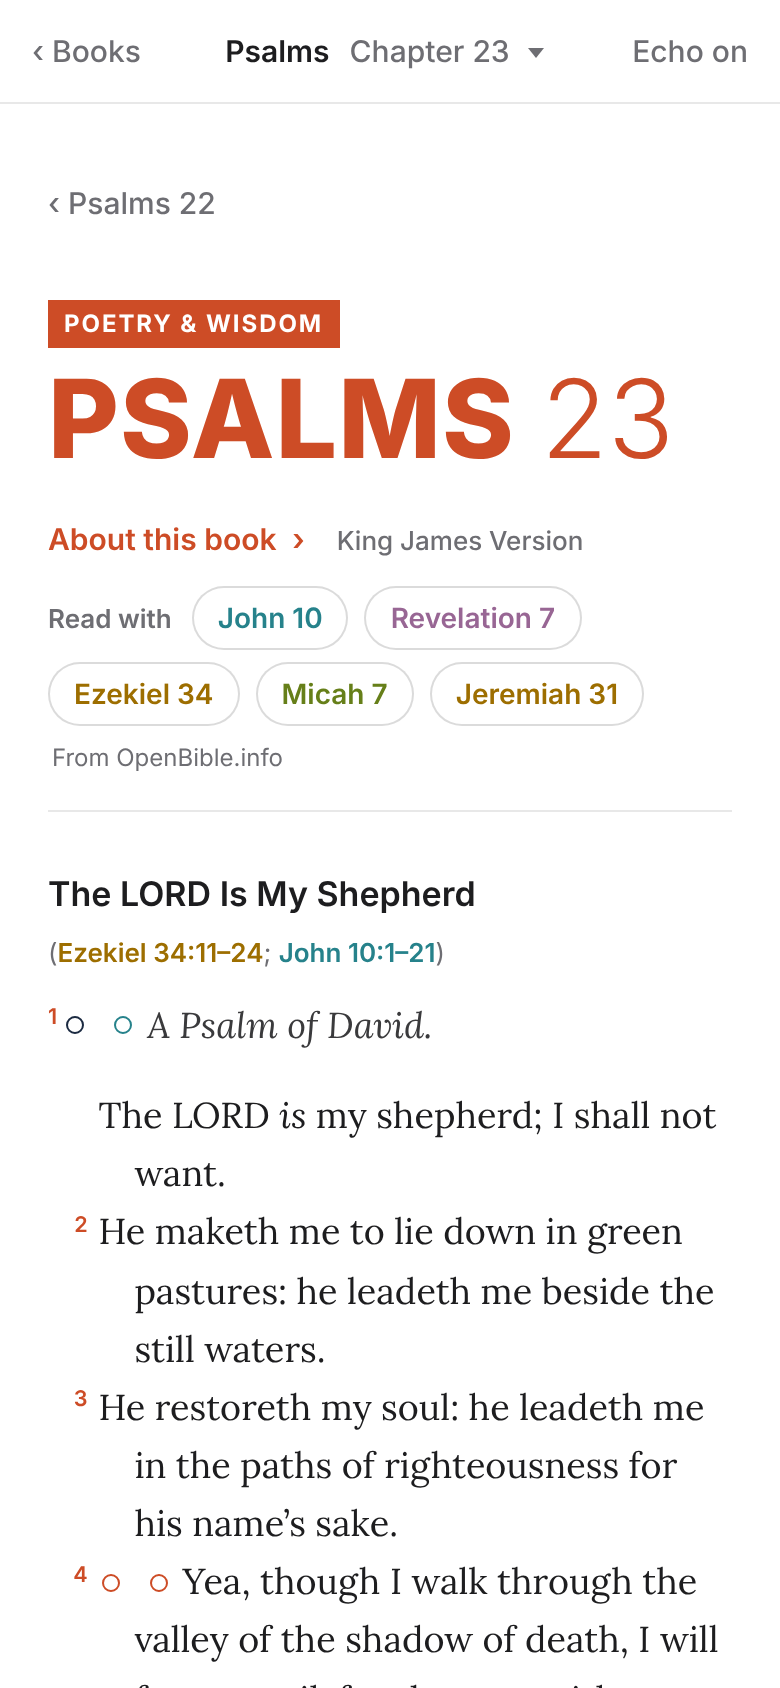 ‹ Books Psalms Chapter 23 Echo on
‹ Psalms 22
POETRY & WISDOM
PSALMS 23
About this book › King James Version
Read with John 10 Revelation 7
Ezekiel 34 Micah 7 Jeremiah 31
From OpenBible.info
The LORD Is My Shepherd
(Ezekiel 34:11–24; John 10:1–21)
1 A Psalm of David.
The LORD is my shepherd; I shall not
want.
2 He maketh me to lie down in green
pastures: he leadeth me beside the
still waters.
3 He restoreth my soul: he leadeth me
in the paths of righteousness for
his name’s sake.
4 Yea, though I walk through the
valley of the shadow of death, I will